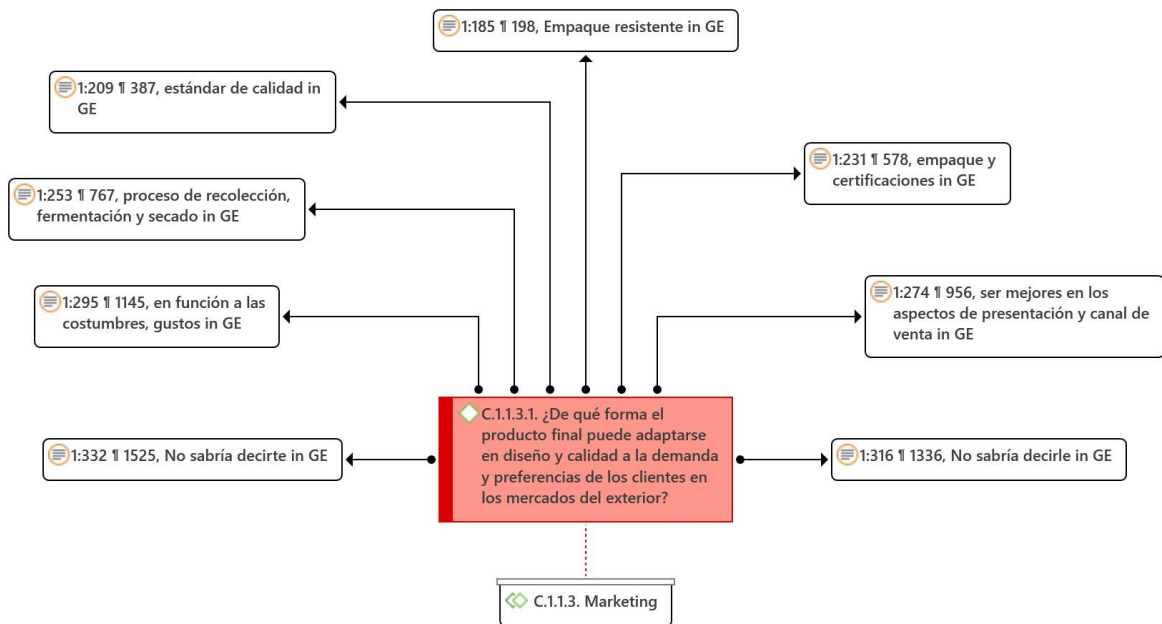 1:185 ¶ 198, Empaque resistente in GE
1:209 ¶ 387, estándar de calidad in
GE
1:231 ¶ 578, empaque y
certificaciones in GE
1:253 ¶ 767, proceso de recolección,
fermentación y secado in GE
1:295 ¶ 1145, en función a las
costumbres, gustos in GE
1:274 ¶ 956, ser mejores en los
aspectos de presentación y canal de
venta in GE
C.1.1.3.1. ¿De qué forma el
producto final puede adaptarse
en diseño y calidad a la demanda
y preferencias de los clientes en
los mercados del exterior?
1:332 ¶ 1525, No sabría decirte in GE
1:316 ¶ 1336, No sabría decirle in GE
C.1.1.3. Marketing